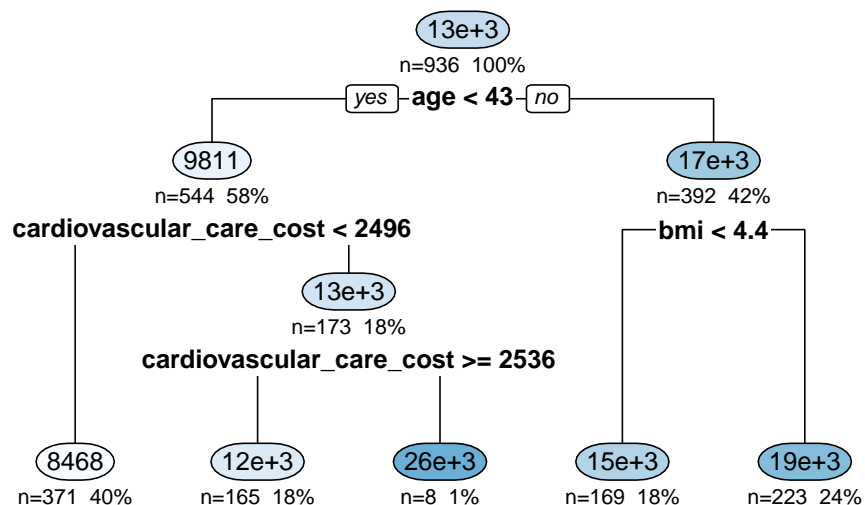 13e+3
n=936 100%
yes age < 43 no
9811
n=544 58%
cardiovascular_care_cost < 2496
17e+3
n=392 42%
bmi < 4.4
13e+3
n=173 18%
cardiovascular_care_cost >= 2536
8468
n=371 40%
12e+3
n=165 18%
26e+3
n=8 1%
15e+3
n=169 18%
19e+3
n=223 24%